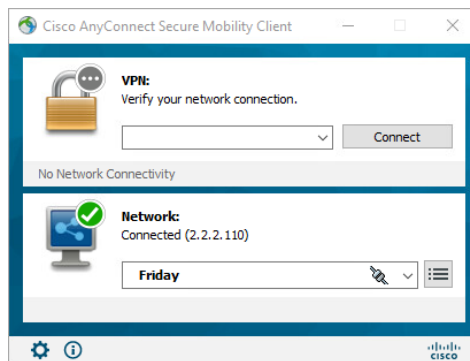 Cisco AnyConnect Secure Mobility Client
VPN:
Verify your network connection.
Connect
No Network Connectivity
Network:
Connected (2.2.2.110)
Friday
cisco